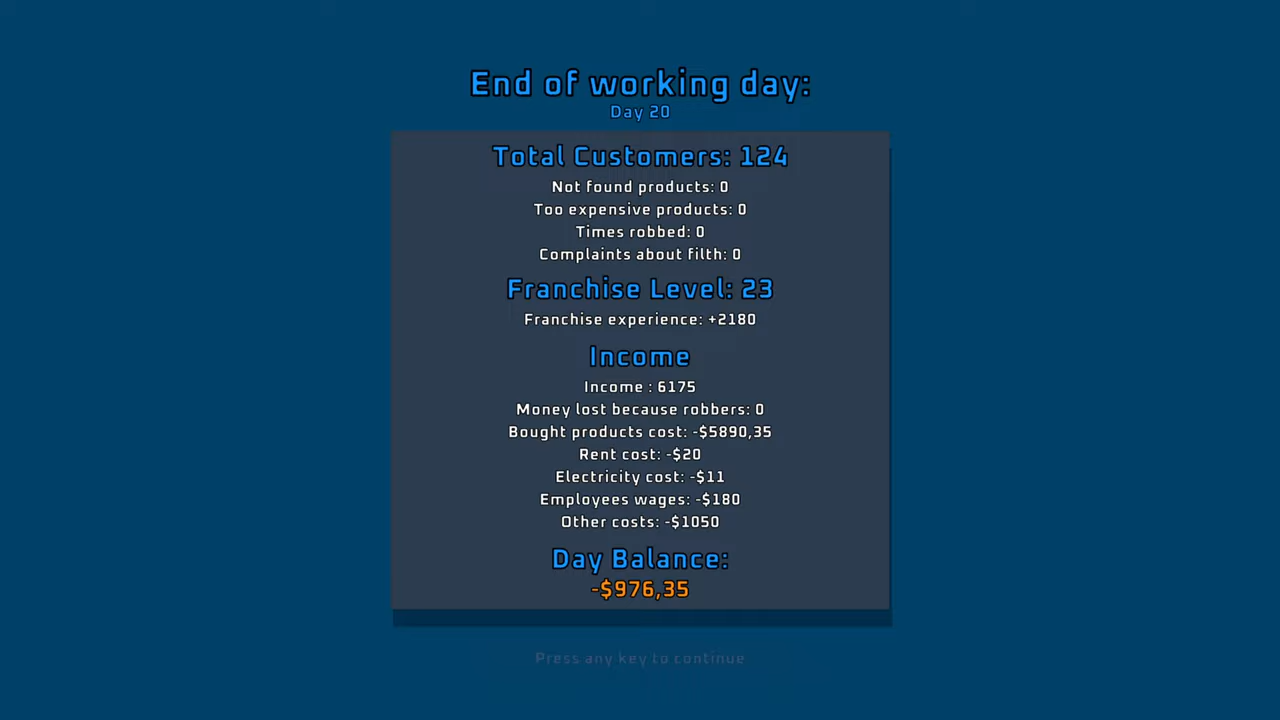 End of working day:
Day 20
Total Customers: 124
Not found products: 0
Too expensive products: 0
Times robbed: 0
Complaints about filth: 0
Franchise Level: 23
Franchise experience: +2180
Income
Income : 6175
Money lost because robbers: 0
Bought products cost: -$5890,35
Rent cost: -$20
Electricity cost: -$11
Employees wages: -$180
Other costs: -$1050
Day Balance:
-$976,35
Press any key to continue